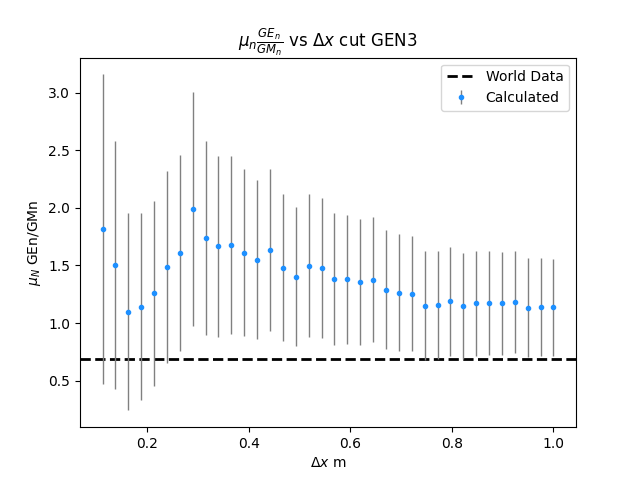 μn GEn/GMn vs Δx cut GEN3
World Data
Calculated
3.0
2.5
2.0
1.5
1.0
0.5
μN GEn/GMn
0.2 0.4 0.6 0.8 1.0
Δx m